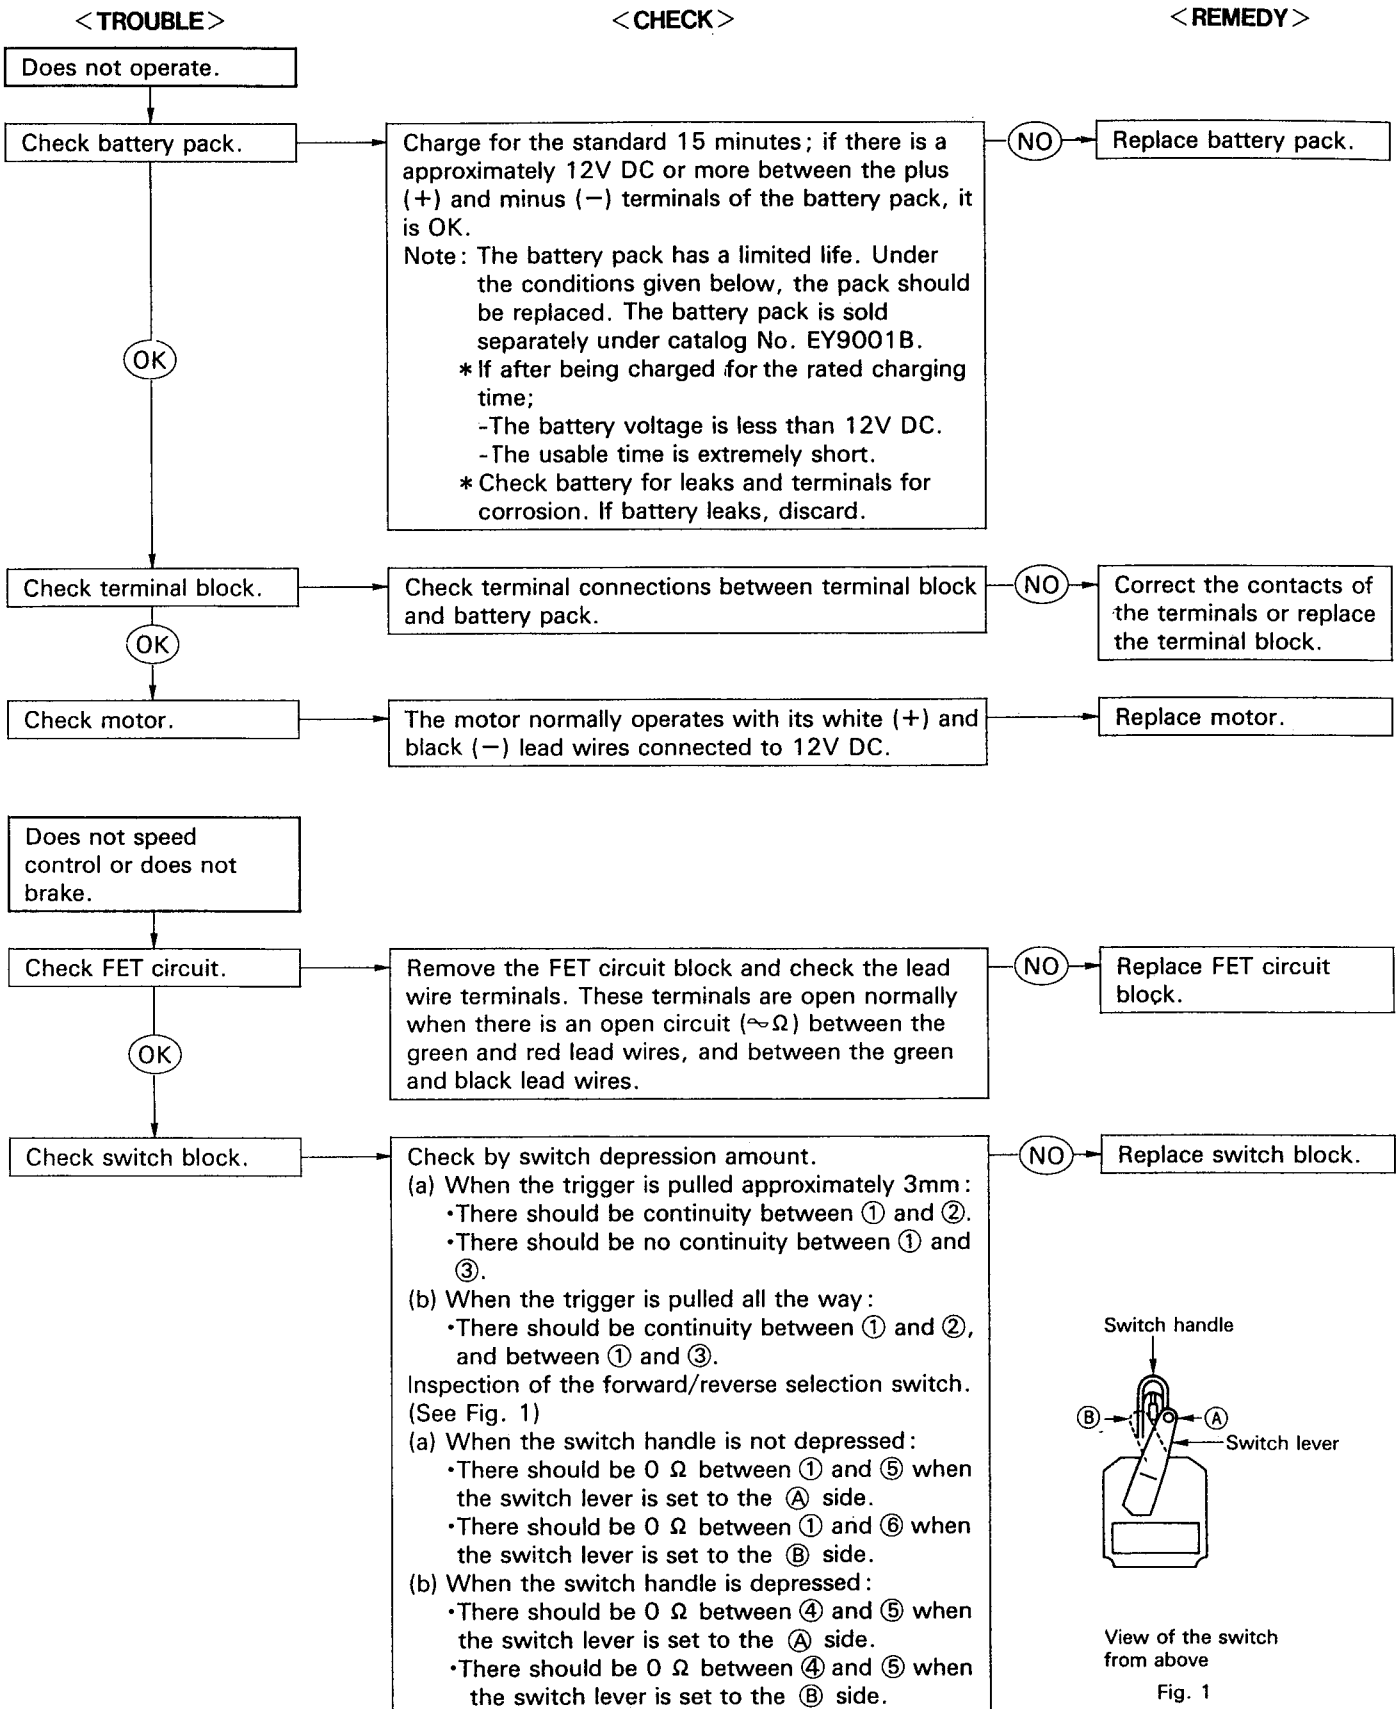 <TROUBLE>
<CHECK>
<REMEDY>
Does not operate.
Check battery pack.
Charge for the standard 15 minutes; if there is a
approximately 12V DC or more between the plus
(+) and minus (−) terminals of the battery pack, it
is OK.
Note: The battery pack has a limited life. Under
the conditions given below, the pack should
be replaced. The battery pack is sold
separately under catalog No. EY9001B.
* If after being charged for the rated charging
time;
-The battery voltage is less than 12V DC.
-The usable time is extremely short.
* Check battery for leaks and terminals for
corrosion. If battery leaks, discard.
NO
Replace battery pack.
OK
Check terminal block.
Check terminal connections between terminal block
and battery pack.
NO
Correct the contacts of
the terminals or replace
the terminal block.
OK
Check motor.
The motor normally operates with its white (+) and
black (−) lead wires connected to 12V DC.
Replace motor.
Does not speed
control or does not
brake.
Check FET circuit.
Remove the FET circuit block and check the lead
wire terminals. These terminals are open normally
when there is an open circuit (∼Ω) between the
green and red lead wires, and between the green
and black lead wires.
NO
Replace FET circuit
block.
OK
Check switch block.
Check by switch depression amount.
(a) When the trigger is pulled approximately 3mm:
·There should be continuity between ① and ②.
·There should be no continuity between ① and
③.
(b) When the trigger is pulled all the way:
·There should be continuity between ① and ②,
and between ① and ③.
Inspection of the forward/reverse selection switch.
(See Fig. 1)
(a) When the switch handle is not depressed:
·There should be 0 Ω between ① and ⑤ when
the switch lever is set to the Ⓐ side.
·There should be 0 Ω between ① and ⑥ when
the switch lever is set to the Ⓑ side.
(b) When the switch handle is depressed:
·There should be 0 Ω between ④ and ⑤ when
the switch lever is set to the Ⓐ side.
·There should be 0 Ω between ④ and ⑤ when
the switch lever is set to the Ⓑ side.
NO
Replace switch block.
Switch handle
Ⓑ
Ⓐ
Switch lever
View of the switch
from above
Fig. 1